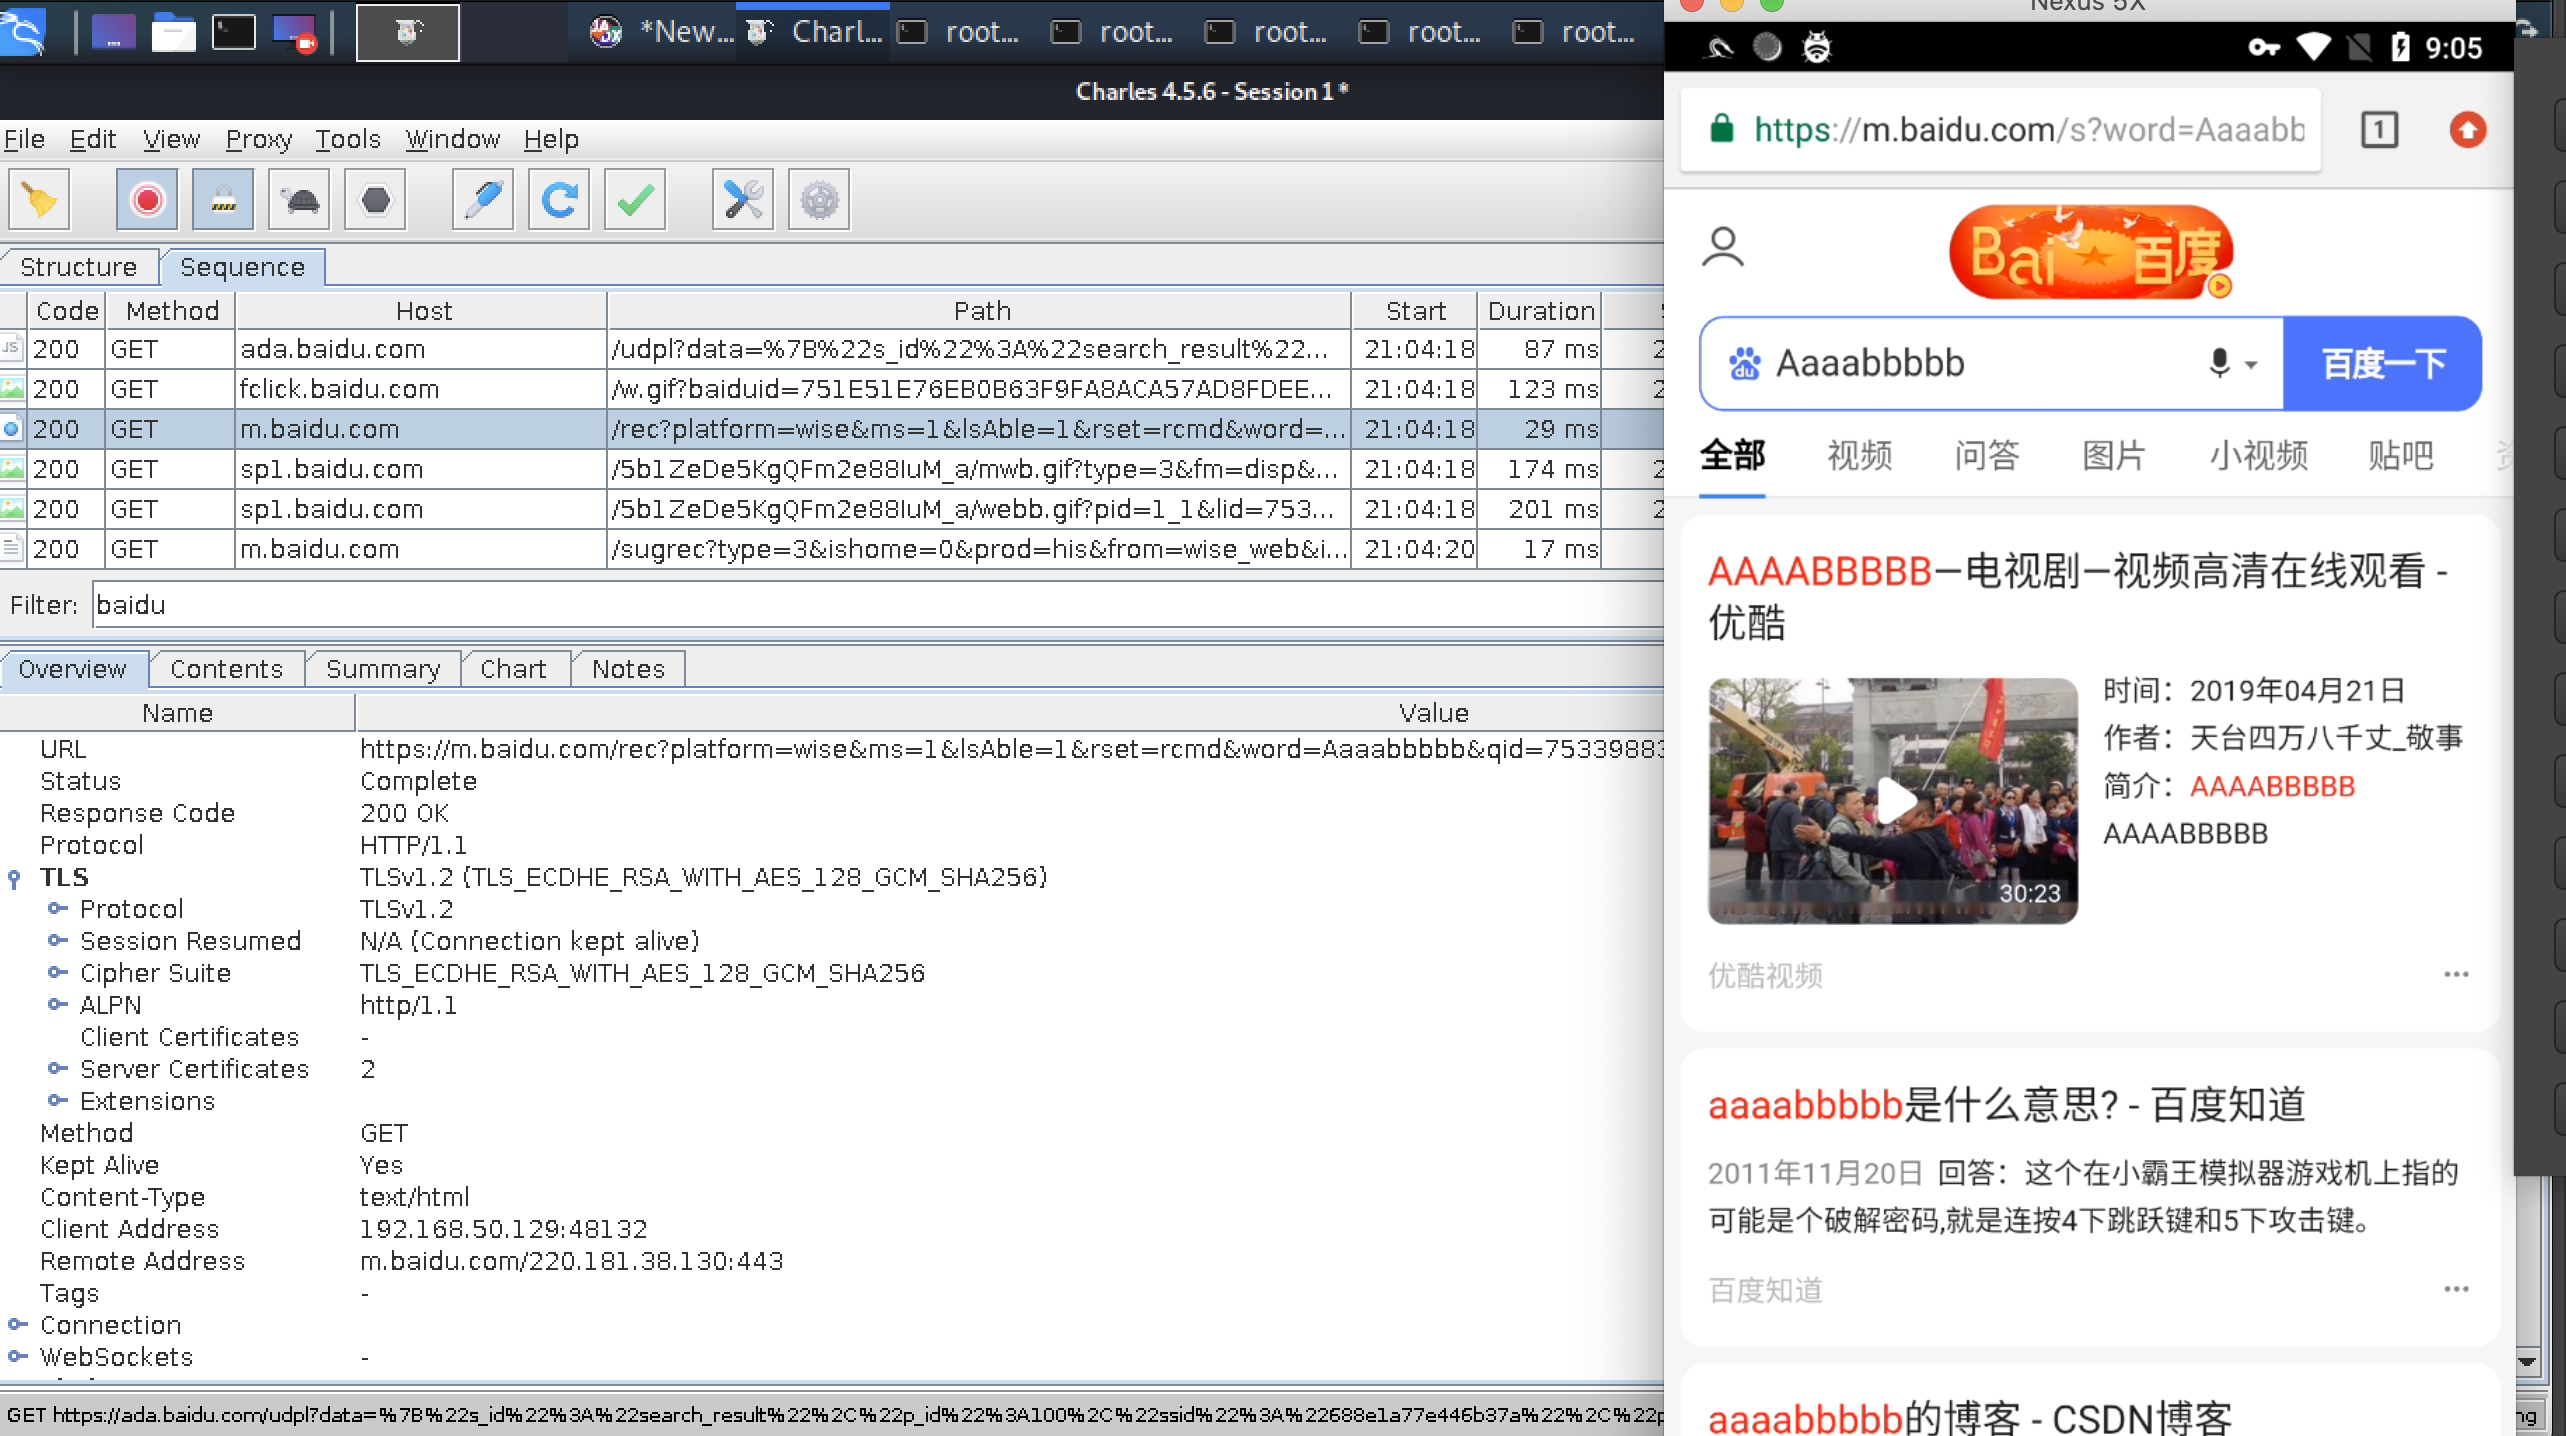 *New...
Charl...
root...
root...
root...
root...
root...
Charles 4.5.6 - Session 1 *
File Edit View Proxy Tools Window Help
Structure Sequence
Code Method Host Path Start Duration
JS 200 GET ada.baidu.com /udpl?data=%7B%22s_id%22%3A%22search_result%22... 21:04:18 87 ms 2
200 GET fclick.baidu.com /w.gif?baiduid=751E51E76EB0B63F9FA8ACA57AD8FDEE... 21:04:18 123 ms 2
200 GET m.baidu.com /rec?platform=wise&ms=1&lsAble=1&rset=rcmd&word=... 21:04:18 29 ms
200 GET sp1.baidu.com /5b1ZeDe5KgQFm2e88IuM_a/mwb.gif?type=3&fm=disp&... 21:04:18 174 ms 2
200 GET sp1.baidu.com /5b1ZeDe5KgQFm2e88IuM_a/webb.gif?pid=1_1&lid=753... 21:04:18 201 ms 2
200 GET m.baidu.com /sugrec?type=3&ishome=0&prod=his&from=wise_web&i... 21:04:20 17 ms
Filter: baidu
Overview Contents Summary Chart Notes
Name Value
URL https://m.baidu.com/rec?platform=wise&ms=1&lsAble=1&rset=rcmd&word=Aaaabbbbb&qid=7533988
Status Complete
Response Code 200 OK
Protocol HTTP/1.1
TLS TLSv1.2 (TLS_ECDHE_RSA_WITH_AES_128_GCM_SHA256)
Protocol TLSv1.2
Session Resumed N/A (Connection kept alive)
Cipher Suite TLS_ECDHE_RSA_WITH_AES_128_GCM_SHA256
ALPN http/1.1
Client Certificates -
Server Certificates 2
Extensions
Method GET
Kept Alive Yes
Content-Type text/html
Client Address 192.168.50.129:48132
Remote Address m.baidu.com/220.181.38.130:443
Tags -
Connection
WebSockets -
GET https://ada.baidu.com/udpl?data=%7B%22s_id%22%3A%22search_result%22%2C%22p_id%22%3A100%2C%22ssid%22%3A%22688e1a77e446b37a%22%2C%22p
ng
Nexus 5X
9:05
https://m.baidu.com/s?word=Aaaabb
1
Bai 百度
du Aaaabbbbb 百度一下
全部 视频 问答 图片 小视频 贴吧
AAAABBBBB—电视剧—视频高清在线观看 -
优酷
时间：2019年04月21日
作者：天台四万八千丈_敬事
简介：AAAABBBBB
AAAABBBBB
30:23
优酷视频 ...
aaaabbbbb是什么意思? - 百度知道
2011年11月20日 回答：这个在小霸王模拟器游戏机上指的
可能是个破解密码,就是连按4下跳跃键和5下攻击键。
百度知道 ...
aaaabbbbb的博客 - CSDN博客